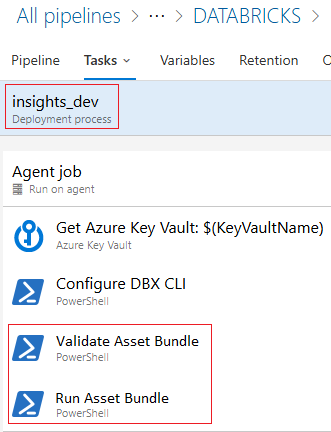 All pipelines > ··· > DATABRICKS >
Pipeline Tasks Variables Retention
insights_dev
Deployment process
Agent job
Run on agent
Get Azure Key Vault: $(KeyVaultName)
Azure Key Vault
Configure DBX CLI
PowerShell
Validate Asset Bundle
PowerShell
Run Asset Bundle
PowerShell